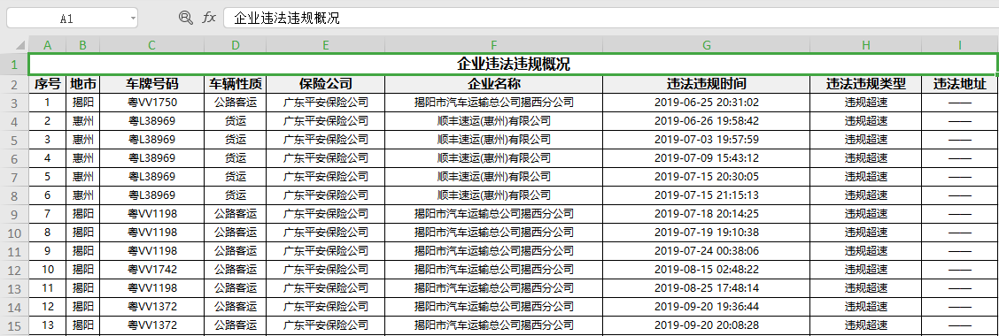 A1 fx 企业违法违规概况
A B C D E F G H I
1 企业违法违规概况
2 序号 地市 车牌号码 车辆性质 保险公司 企业名称 违法违规时间 违法违规类型 违法地址
3 1 揭阳 粤VV1750 公路客运 广东平安保险公司 揭阳市汽车运输总公司揭西分公司 2019-06-25 20:31:02 违规超速 ——
4 2 惠州 粤L38969 货运 广东平安保险公司 顺丰速运(惠州)有限公司 2019-06-26 19:58:42 违规超速 ——
5 3 惠州 粤L38969 货运 广东平安保险公司 顺丰速运(惠州)有限公司 2019-07-03 19:57:59 违规超速 ——
6 4 惠州 粤L38969 货运 广东平安保险公司 顺丰速运(惠州)有限公司 2019-07-09 15:43:12 违规超速 ——
7 5 惠州 粤L38969 货运 广东平安保险公司 顺丰速运(惠州)有限公司 2019-07-15 20:30:05 违规超速 ——
8 6 惠州 粤L38969 货运 广东平安保险公司 顺丰速运(惠州)有限公司 2019-07-15 21:15:13 违规超速 ——
9 7 揭阳 粤VV1198 公路客运 广东平安保险公司 揭阳市汽车运输总公司揭西分公司 2019-07-18 20:14:25 违规超速 ——
10 8 揭阳 粤VV1198 公路客运 广东平安保险公司 揭阳市汽车运输总公司揭西分公司 2019-07-19 19:10:38 违规超速 ——
11 9 揭阳 粤VV1198 公路客运 广东平安保险公司 揭阳市汽车运输总公司揭西分公司 2019-07-24 00:38:06 违规超速 ——
12 10 揭阳 粤VV1742 公路客运 广东平安保险公司 揭阳市汽车运输总公司揭西分公司 2019-08-15 02:48:22 违规超速 ——
13 11 揭阳 粤VV1198 公路客运 广东平安保险公司 揭阳市汽车运输总公司揭西分公司 2019-08-25 17:48:14 违规超速 ——
14 12 揭阳 粤VV1372 公路客运 广东平安保险公司 揭阳市汽车运输总公司揭西分公司 2019-09-20 19:36:44 违规超速 ——
15 13 揭阳 粤VV1372 公路客运 广东平安保险公司 揭阳市汽车运输总公司揭西分公司 2019-09-20 20:08:28 违规超速 ——